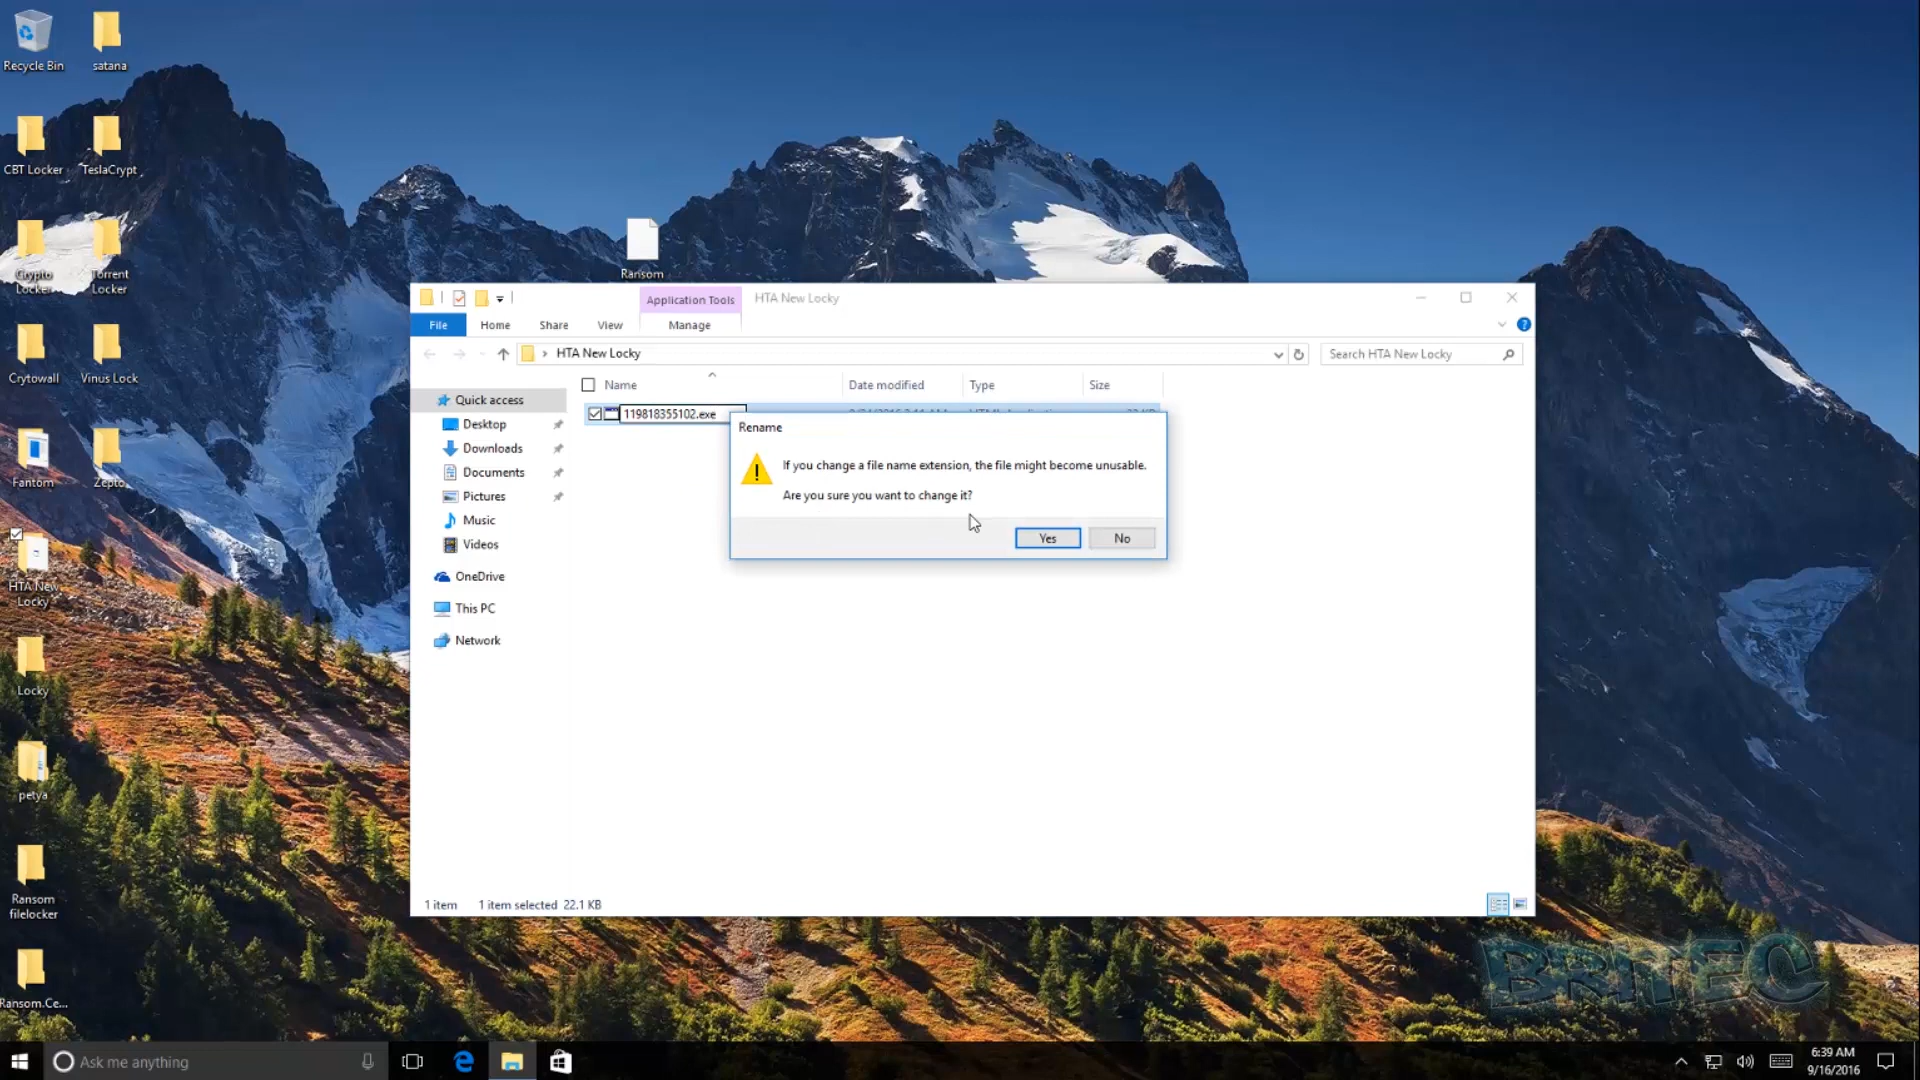 Recycle Bin
satana
CBT Locker
TeslaCrypt
Crypto Locker
Torrent Locker
Crytowall
Vinus Lock
Fantom
Zepto
HTA New Locky
Locky
petya
Ransom filelocker
Ransom.Ce...
Ransom
Application Tools
HTA New Locky
File
Home
Share
View
Manage
HTA New Locky
Search HTA New Locky
Name
Date modified
Type
Size
Quick access
119818355102.exe
Desktop
Downloads
Documents
Pictures
Music
Videos
OneDrive
This PC
Network
Rename
If you change a file name extension, the file might become unusable.
Are you sure you want to change it?
Yes
No
1 item
1 item selected 22.1 KB
BRITEC
Ask me anything
6:39 AM
9/16/2016